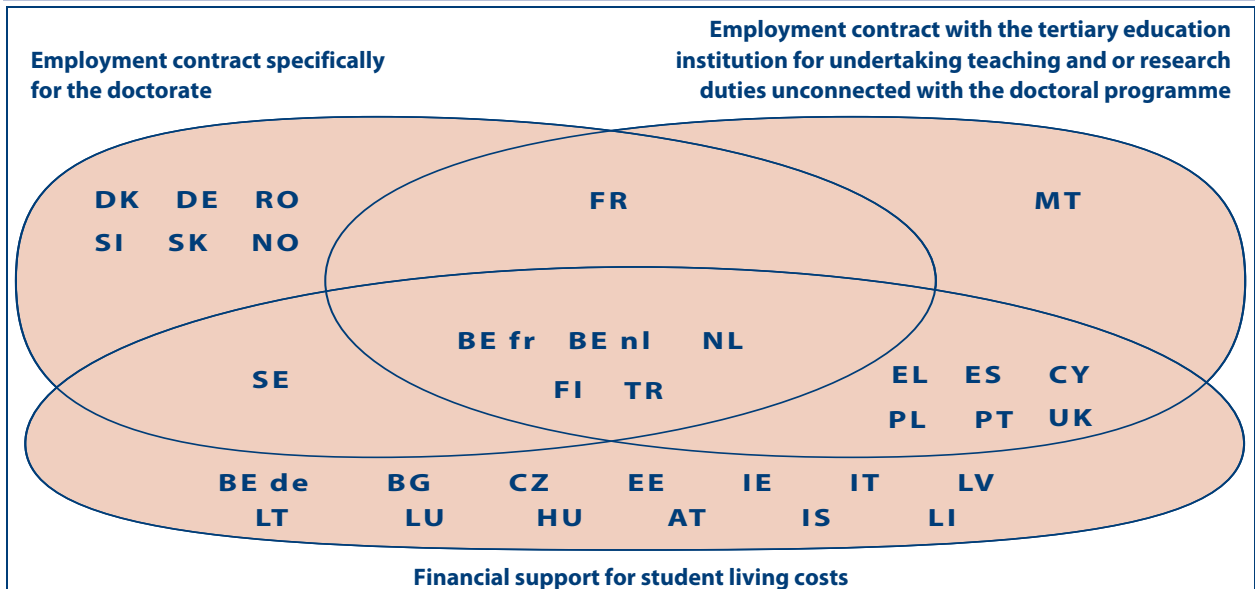 Employment contract specifically
for the doctorate
Employment contract with the tertiary education
institution for undertaking teaching and or research
duties unconnected with the doctoral programme
DK DE RO
SI SK NO
FR
MT
BE fr BE nl NL
FI TR
SE
EL ES CY
PL PT UK
BE de BG CZ EE IE IT LV
LT LU HU AT IS LI
Financial support for student living costs